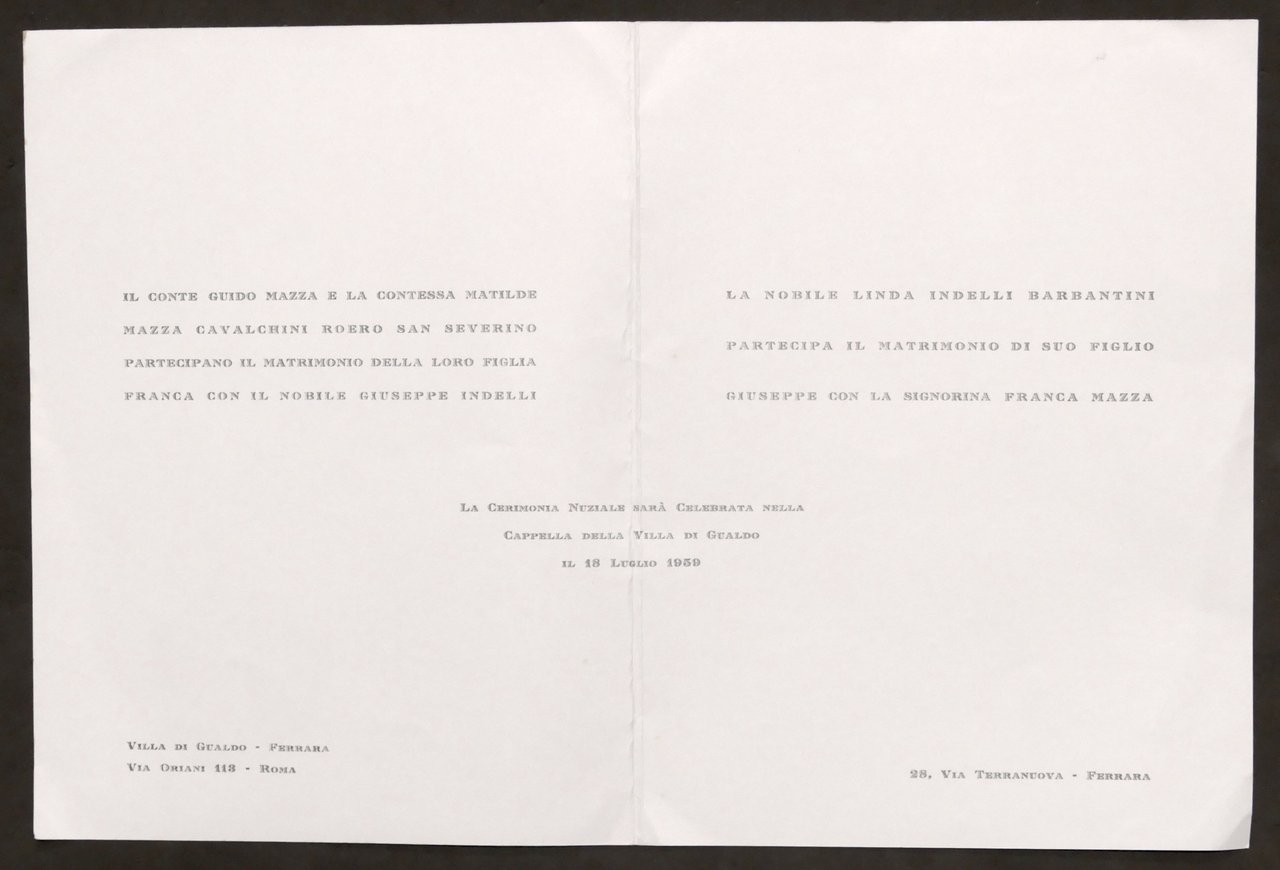 IL CONTE GUIDO MAZZA E LA CONTESSA MATILDE
MAZZA CAVALCHINI ROERO SAN SEVERINO
PARTECIPANO IL MATRIMONIO DELLA LORO FIGLIA
FRANCA CON IL NOBILE GIUSEPPE INDELLI
LA NOBILE LINDA INDELLI BARBANTINI
PARTECIPA IL MATRIMONIO DI SUO FIGLIO
GIUSEPPE CON LA SIGNORINA FRANCA MAZZA
La Cerimonia Nuziale sarà Celebrata nella
Cappella della Villa di Gualdo
il 18 Luglio 1959
Villa di Gualdo - Ferrara
Via Oriani 113 - Roma
28, Via Terranuova - Ferrara